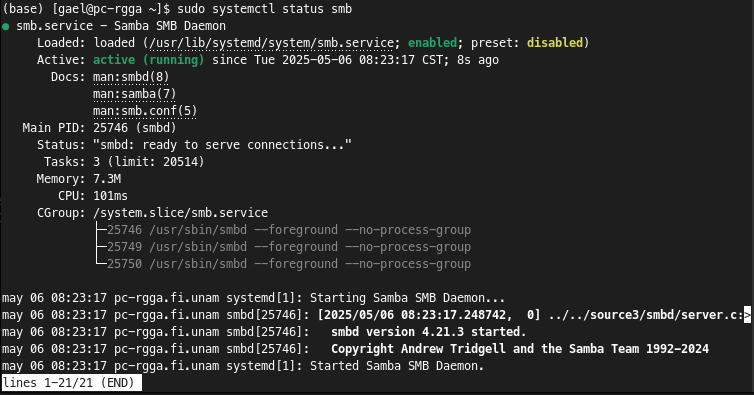 (base) [gael@pc-rgga ~]$ sudo systemctl status smb
● smb.service - Samba SMB Daemon
     Loaded: loaded (/usr/lib/systemd/system/smb.service; enabled; preset: disabled)
     Active: active (running) since Tue 2025-05-06 08:23:17 CST; 8s ago
       Docs: man:smbd(8)
             man:samba(7)
             man:smb.conf(5)
   Main PID: 25746 (smbd)
     Status: "smbd: ready to serve connections..."
      Tasks: 3 (limit: 20514)
     Memory: 7.3M
        CPU: 101ms
     CGroup: /system.slice/smb.service
             ├─25746 /usr/sbin/smbd --foreground --no-process-group
             ├─25749 /usr/sbin/smbd --foreground --no-process-group
             └─25750 /usr/sbin/smbd --foreground --no-process-group

may 06 08:23:17 pc-rgga.fi.unam systemd[1]: Starting Samba SMB Daemon...
may 06 08:23:17 pc-rgga.fi.unam smbd[25746]: [2025/05/06 08:23:17.248742,  0] ../../source3/smbd/server.c:>
may 06 08:23:17 pc-rgga.fi.unam smbd[25746]:   smbd version 4.21.3 started.
may 06 08:23:17 pc-rgga.fi.unam smbd[25746]:   Copyright Andrew Tridgell and the Samba Team 1992-2024
may 06 08:23:17 pc-rgga.fi.unam systemd[1]: Started Samba SMB Daemon.
lines 1-21/21 (END)